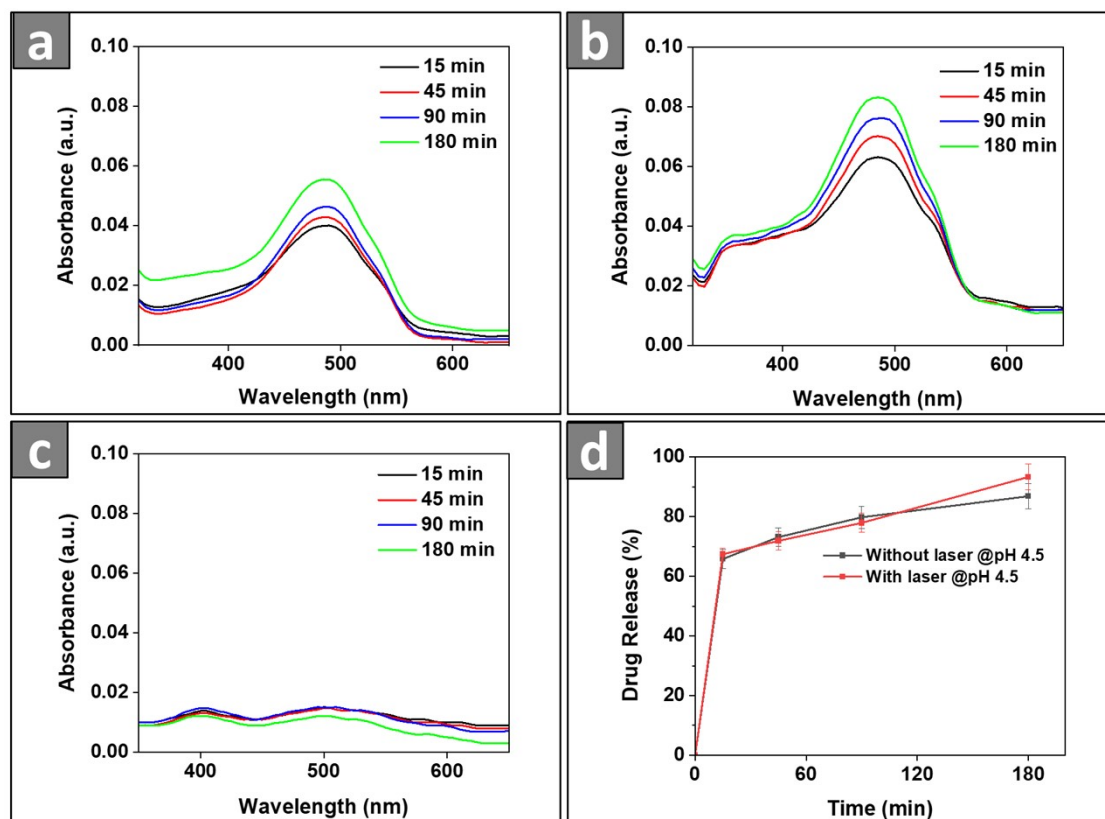 a
0.10
0.08
0.06
0.04
0.02
0.00
Absorbance (a.u.)
15 min
45 min
90 min
180 min
400
500
600
Wavelength (nm)
b
0.10
0.08
0.06
0.04
0.02
0.00
Absorbance (a.u.)
15 min
45 min
90 min
180 min
400
500
600
Wavelength (nm)
c
0.10
0.08
0.06
0.04
0.02
0.00
Absorbance (a.u.)
15 min
45 min
90 min
180 min
400
500
600
Wavelength (nm)
d
100
80
60
40
20
0
Drug Release (%)
Without laser @pH 4.5
With laser @pH 4.5
0
60
120
180
Time (min)